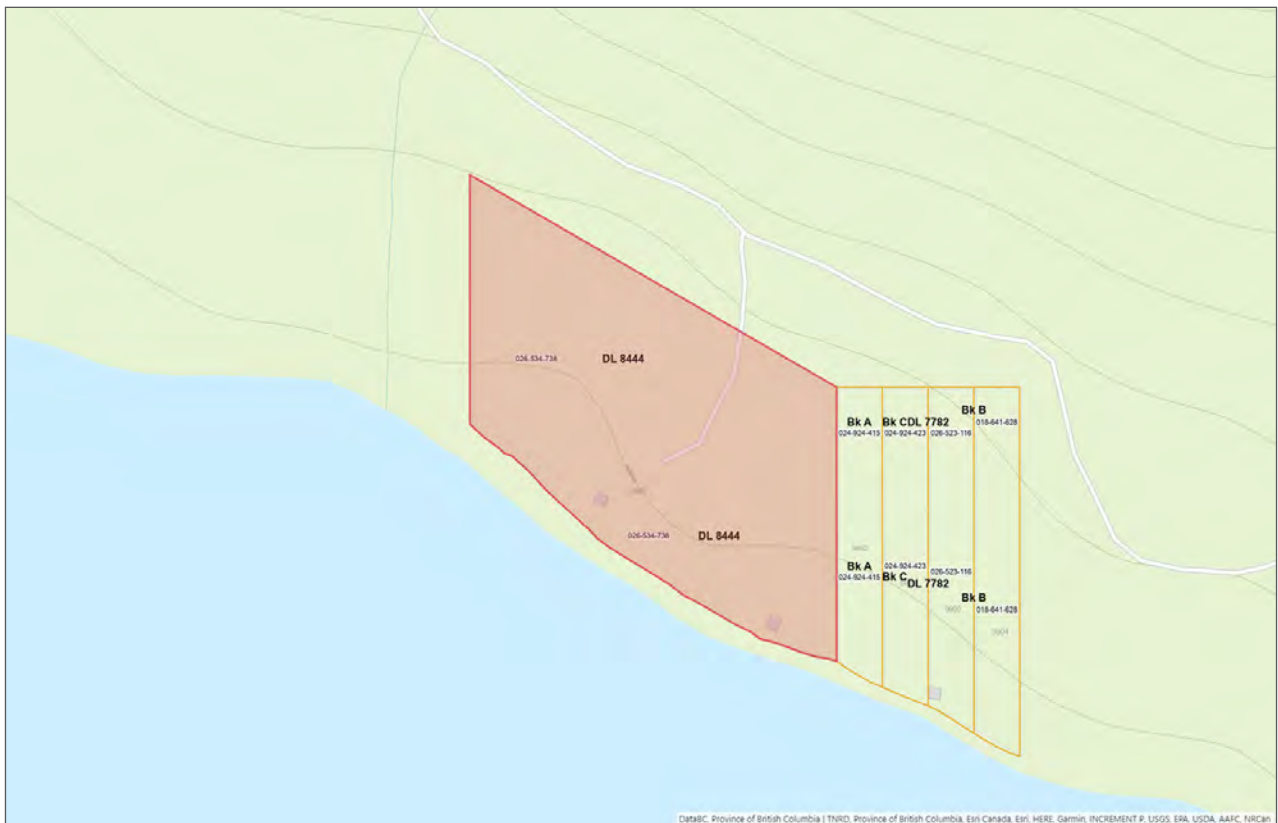 026-534-738
DL 8444
Bk A
024-924-415
Bk C
024-924-423
DL 7782
026-523-116
Bk B
018-641-628
026-534-738
DL 8444
Bk A
024-924-415
024-924-423
Bk C
026-523-116
DL 7782
Bk B
018-641-628
3904
DataBC, Province of British Columbia | TNRD, Province of British Columbia, Esri Canada, Esri, HERE, Garmin, INCREMENT P, USGS, EPA, USDA, AAFC, NRCan